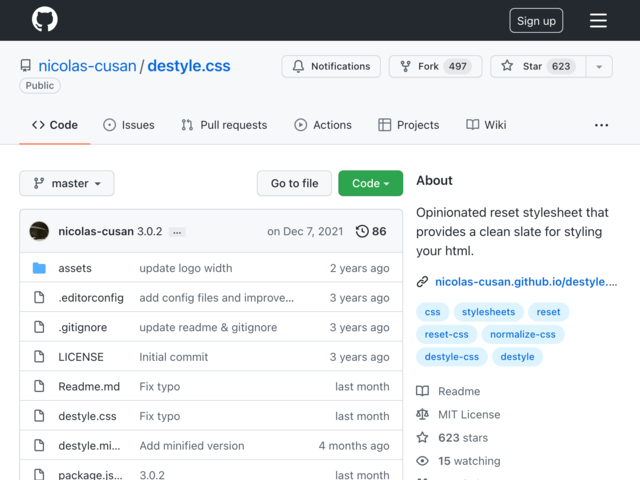 Sign up
nicolas-cusan / destyle.css
Public
Notifications
Fork 497
Star 623
Code
Issues
Pull requests
Actions
Projects
Wiki
master
Go to file
Code
nicolas-cusan 3.0.2 ... on Dec 7, 2021 86
assets update logo width 2 years ago
.editorconfig add config files and improve... 3 years ago
.gitignore update readme & gitignore 3 years ago
LICENSE Initial commit 3 years ago
Readme.md Fix typo last month
destyle.css Fix typo last month
destyle.mi... Add minified version 4 months ago
package.js... 3.0.2 last month
About
Opinionated reset stylesheet that
provides a clean slate for styling
your html.
nicolas-cusan.github.io/destyle....
css stylesheets reset
reset-css normalize-css
destyle-css destyle
Readme
MIT License
623 stars
15 watching